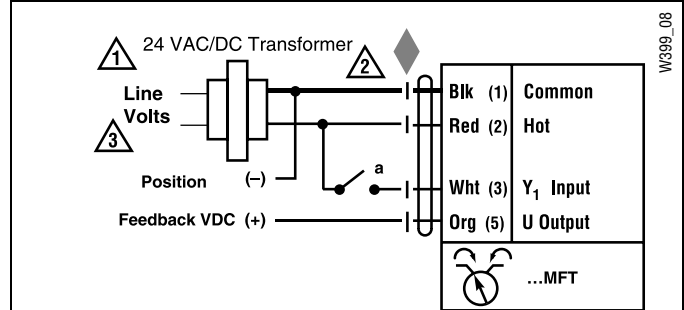 W399_08
1 24 VAC/DC Transformer
2
Line
Volts
3
Blk (1) Common
Red (2) Hot
a
Position (–)
Wht (3) Y1 Input
Feedback VDC (+)
Org (5) U Output
...MFT